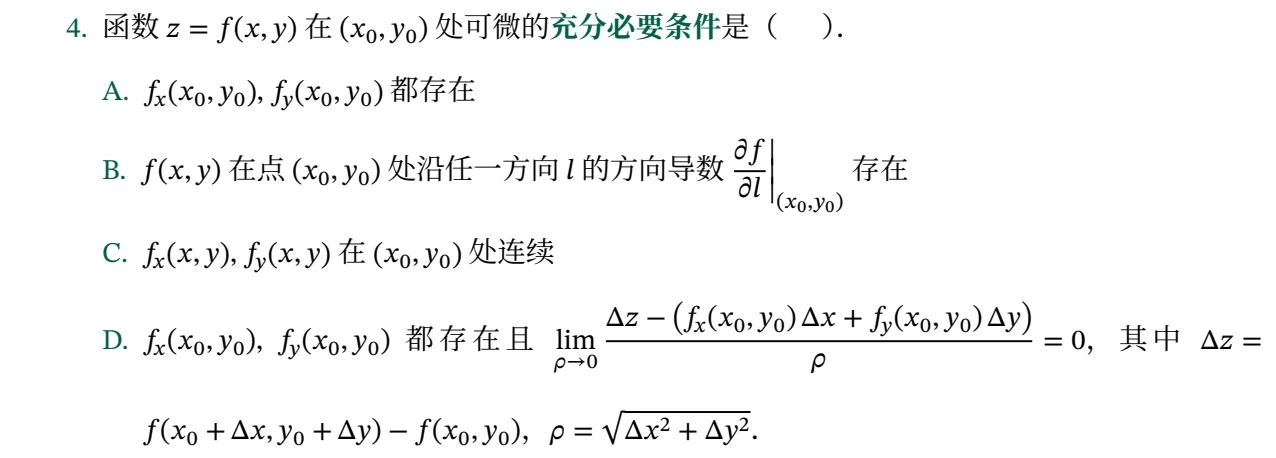 4. 函数 z = f(x, y) 在 (x₀, y₀) 处可微的充分必要条件是（　）.
A. fₓ(x₀, y₀), f_y(x₀, y₀) 都存在
B. f(x, y) 在点 (x₀, y₀) 处沿任一方向 l 的方向导数 ∂f/∂l|(x₀,y₀) 存在
C. fₓ(x, y), f_y(x, y) 在 (x₀, y₀) 处连续
D. fₓ(x₀, y₀), f_y(x₀, y₀) 都存在且 lim_{ρ→0} (Δz − (fₓ(x₀, y₀) Δx + f_y(x₀, y₀) Δy))/ρ = 0, 其中 Δz =
f(x₀ + Δx, y₀ + Δy) − f(x₀, y₀), ρ = √(Δx² + Δy²).